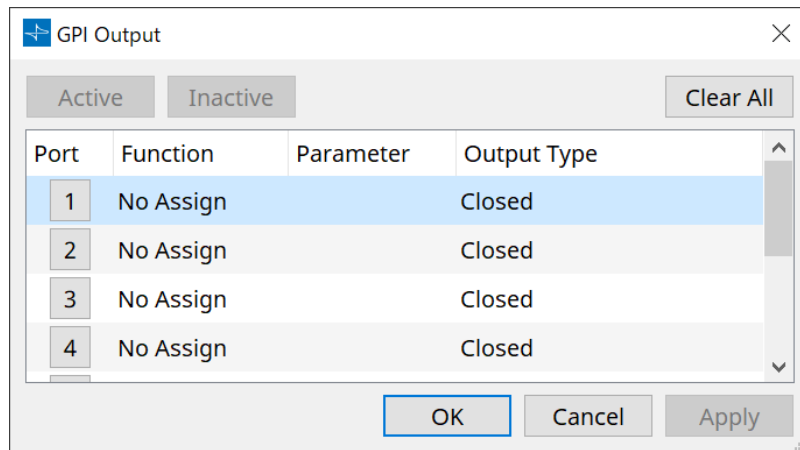 GPI Output
Active Inactive Clear All
Port Function Parameter Output Type
1 No Assign Closed
2 No Assign Closed
3 No Assign Closed
4 No Assign Closed
OK Cancel Apply